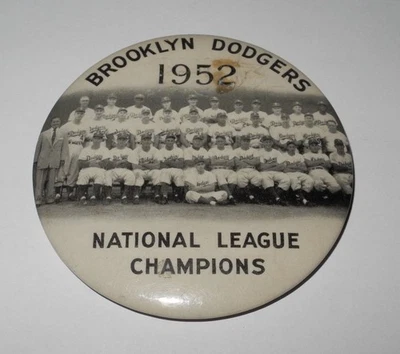 BROOKLYN DODGERS
1952
NATIONAL LEAGUE
CHAMPIONS